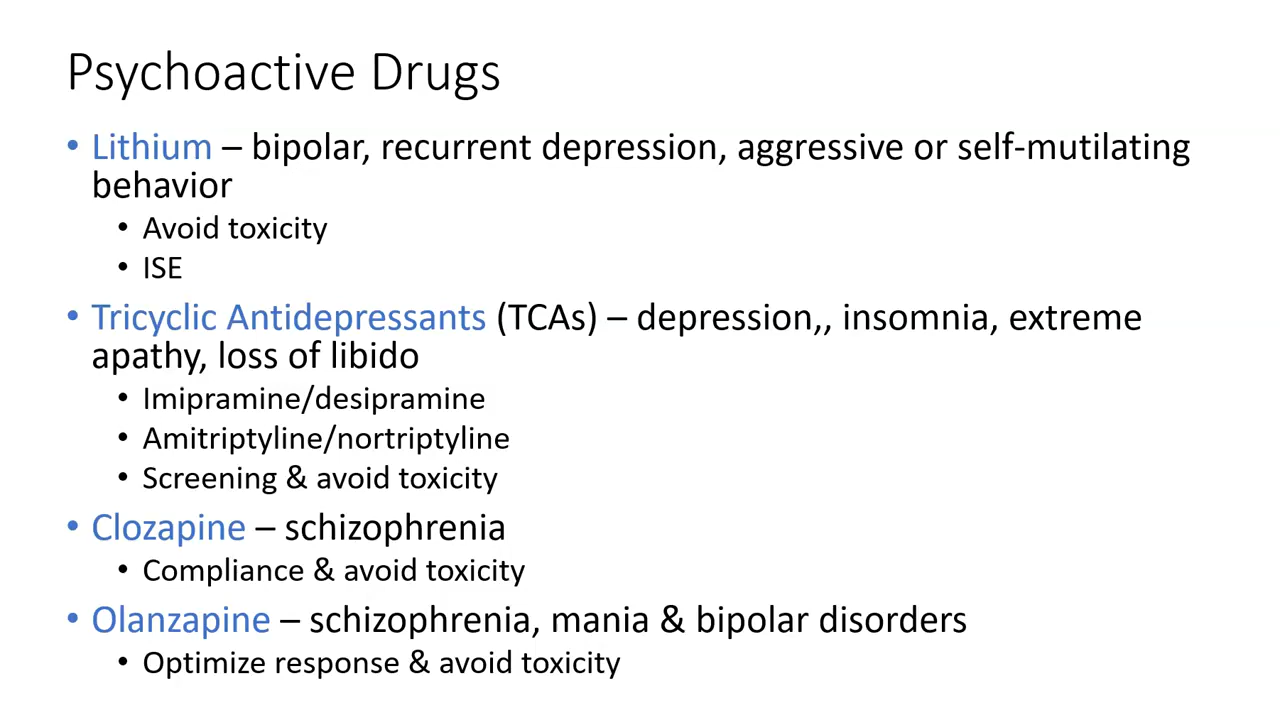 Psychoactive Drugs
• Lithium – bipolar, recurrent depression, aggressive or self-mutilating
behavior
• Avoid toxicity
• ISE
• Tricyclic Antidepressants (TCAs) – depression,, insomnia, extreme
apathy, loss of libido
• Imipramine/desipramine
• Amitriptyline/nortriptyline
• Screening & avoid toxicity
• Clozapine – schizophrenia
• Compliance & avoid toxicity
• Olanzapine – schizophrenia, mania & bipolar disorders
• Optimize response & avoid toxicity